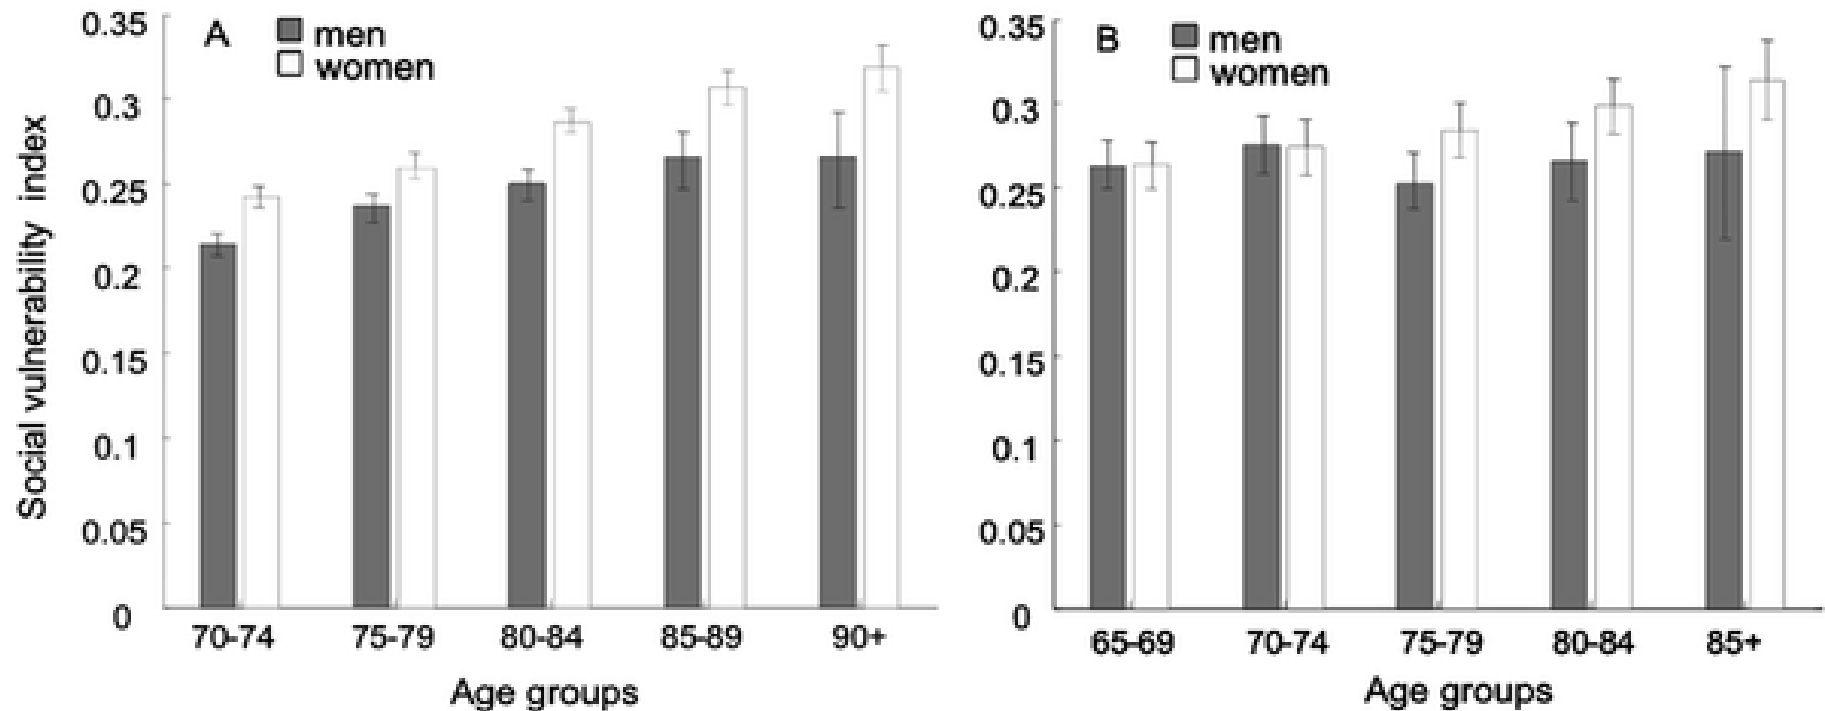 A
men
women
Social vulnerability index
0.35
0.3
0.25
0.2
0.15
0.1
0.05
0
70-74 75-79 80-84 85-89 90+
Age groups
B
men
women
0.35
0.3
0.25
0.2
0.15
0.1
0.05
0
65-69 70-74 75-79 80-84 85+
Age groups